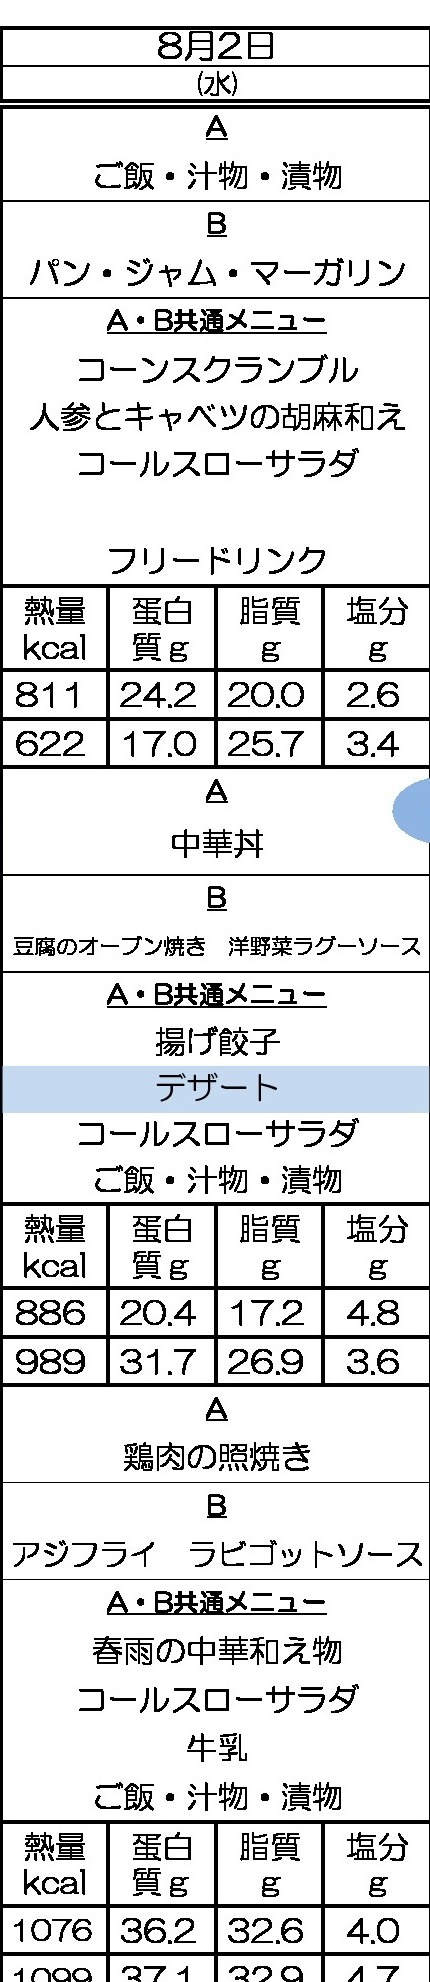 8月2日
(水)
A
ご飯・汁物・漬物
B
パン・ジャム・マーガリン
A・B共通メニュー
コーンスクランブル
人参とキャベツの胡麻和え
コールスローサラダ
フリードリンク
熱量 蛋白 脂質 塩分
kcal 質g g g
811 24.2 20.0 2.6
622 17.0 25.7 3.4
A
中華丼
B
豆腐のオーブン焼き　洋野菜ラグーソース
A・B共通メニュー
揚げ餃子
デザート
コールスローサラダ
ご飯・汁物・漬物
熱量 蛋白 脂質 塩分
kcal 質g g g
886 20.4 17.2 4.8
989 31.7 26.9 3.6
A
鶏肉の照焼き
B
アジフライ　ラビゴットソース
A・B共通メニュー
春雨の中華和え物
コールスローサラダ
牛乳
ご飯・汁物・漬物
熱量 蛋白 脂質 塩分
kcal 質g g g
1076 36.2 32.6 4.0
1099 37.1 32.9 4.7